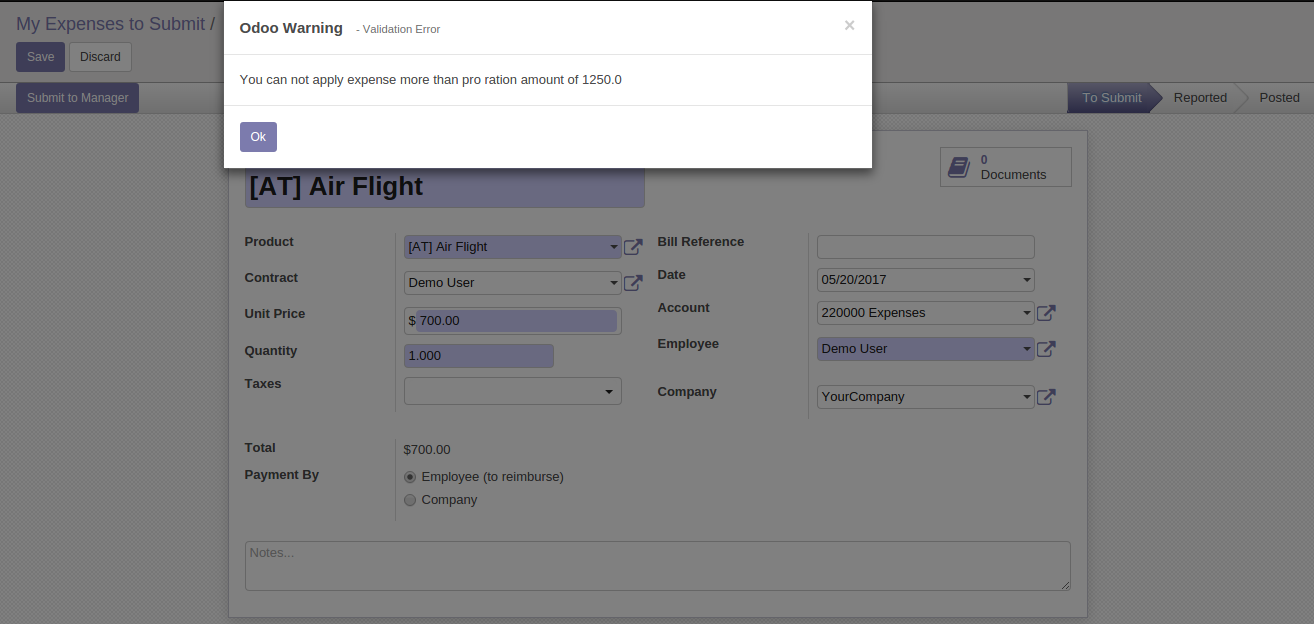 My Expenses to Submit /
Save Discard
Submit to Manager
To Submit Reported Posted
Odoo Warning - Validation Error ×
You can not apply expense more than pro ration amount of 1250.0
Ok
[AT] Air Flight
0
Documents
Product [AT] Air Flight
Contract Demo User
Unit Price $ 700.00
Quantity 1.000
Taxes
Bill Reference
Date 05/20/2017
Account 220000 Expenses
Employee Demo User
Company YourCompany
Total $700.00
Payment By Employee (to reimburse)
Company
Notes...